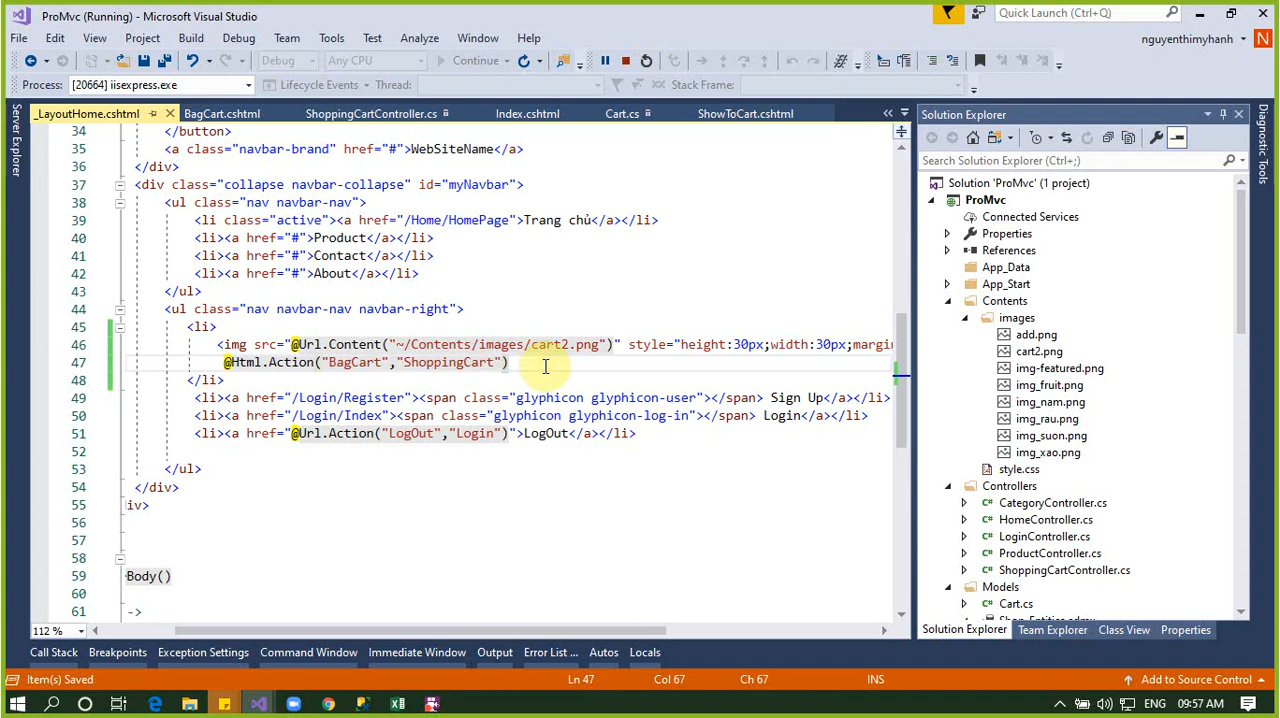 ProMvc (Running) - Microsoft Visual Studio
Quick Launch (Ctrl+Q)
File Edit View Project Build Debug Team Tools Test Analyze Window Help
nguyenthimyhanh
N
Debug Any CPU Continue
Process: [20664] iisexpress.exe Lifecycle Events Thread: Stack Frame:
Server Explorer
_LayoutHome.cshtml BagCart.cshtml ShoppingCartController.cs Index.cshtml Cart.cs ShowToCart.cshtml
34 </button>
35 <a class="navbar-brand" href="#">WebSiteName</a>
36 </div>
37 <div class="collapse navbar-collapse" id="myNavbar">
38 <ul class="nav navbar-nav">
39 <li class="active"><a href="/Home/HomePage">Trang chủ</a></li>
40 <li><a href="#">Product</a></li>
41 <li><a href="#">Contact</a></li>
42 <li><a href="#">About</a></li>
43 </ul>
44 <ul class="nav navbar-nav navbar-right">
45 <li>
46 <img src="@Url.Content("~/Contents/images/cart2.png")" style="height:30px;width:30px;margin
47 @Html.Action("BagCart","ShoppingCart")
48 </li>
49 <li><a href="/Login/Register"><span class="glyphicon glyphicon-user"></span> Sign Up</a></li>
50 <li><a href="/Login/Index"><span class="glyphicon glyphicon-log-in"></span> Login</a></li>
51 <li><a href="@Url.Action("LogOut","Login")">LogOut</a></li>
52
53 </ul>
54 </div>
55 iv>
56
57
58
59 Body()
60
61 ->
112 %
Solution Explorer
Search Solution Explorer (Ctrl+;)
Solution 'ProMvc' (1 project)
ProMvc
Connected Services
Properties
References
App_Data
App_Start
Contents
images
add.png
cart2.png
img-featured.png
img_fruit.png
img_nam.png
img_rau.png
img_suon.png
img_xao.png
style.css
Controllers
CategoryController.cs
HomeController.cs
LoginController.cs
ProductController.cs
ShoppingCartController.cs
Models
Cart.cs
Solution Explorer Team Explorer Class View Properties
Diagnostic Tools
Call Stack Breakpoints Exception Settings Command Window Immediate Window Output Error List ... Autos Locals
Item(s) Saved Ln 47 Col 67 Ch 67 INS Add to Source Control
ENG 09:57 AM